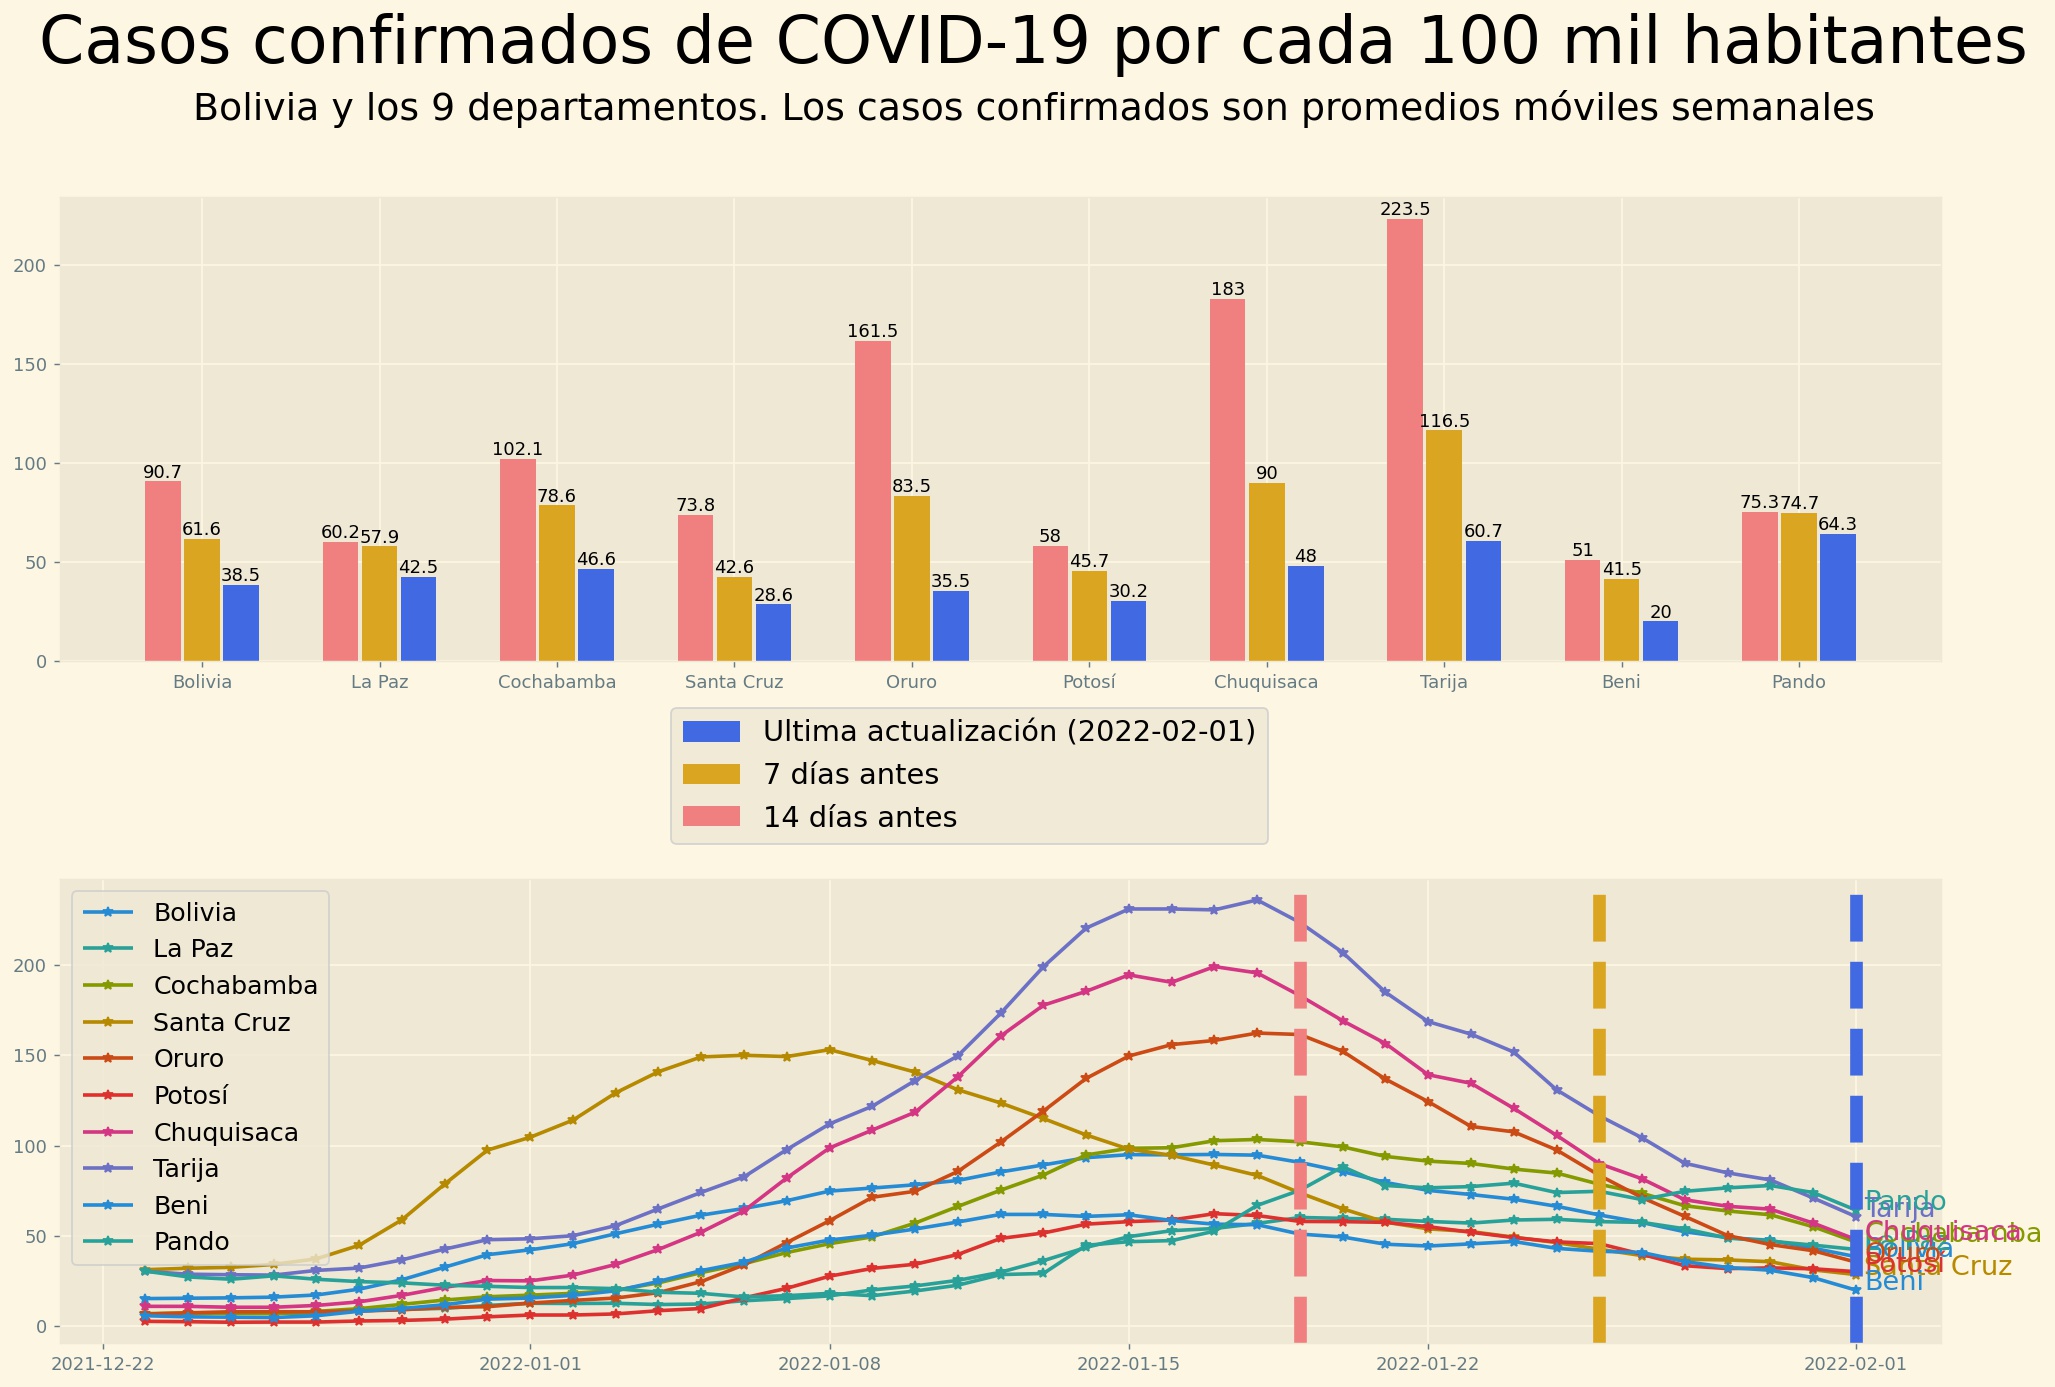 Casos confirmados de COVID-19 por cada 100 mil habitantes
Bolivia y los 9 departamentos. Los casos confirmados son promedios móviles semanales
200
150
100
50
0
90.7 61.6 38.5
60.2 57.9 42.5
102.1 78.6 46.6
73.8 42.6 28.6
161.5 83.5 35.5
58 45.7 30.2
183 90 48
223.5 116.5 60.7
51 41.5 20
75.3 74.7 64.3
Bolivia La Paz Cochabamba Santa Cruz Oruro Potosí Chuquisaca Tarija Beni Pando
Ultima actualización (2022-02-01)
7 días antes
14 días antes
200
150
100
50
0
Bolivia
La Paz
Cochabamba
Santa Cruz
Oruro
Potosí
Chuquisaca
Tarija
Beni
Pando
Pando
Tarija
Chuquisaca
Cochabamba
Potosí
Santa Cruz
Beni
2021-12-22 2022-01-01 2022-01-08 2022-01-15 2022-01-22 2022-02-01